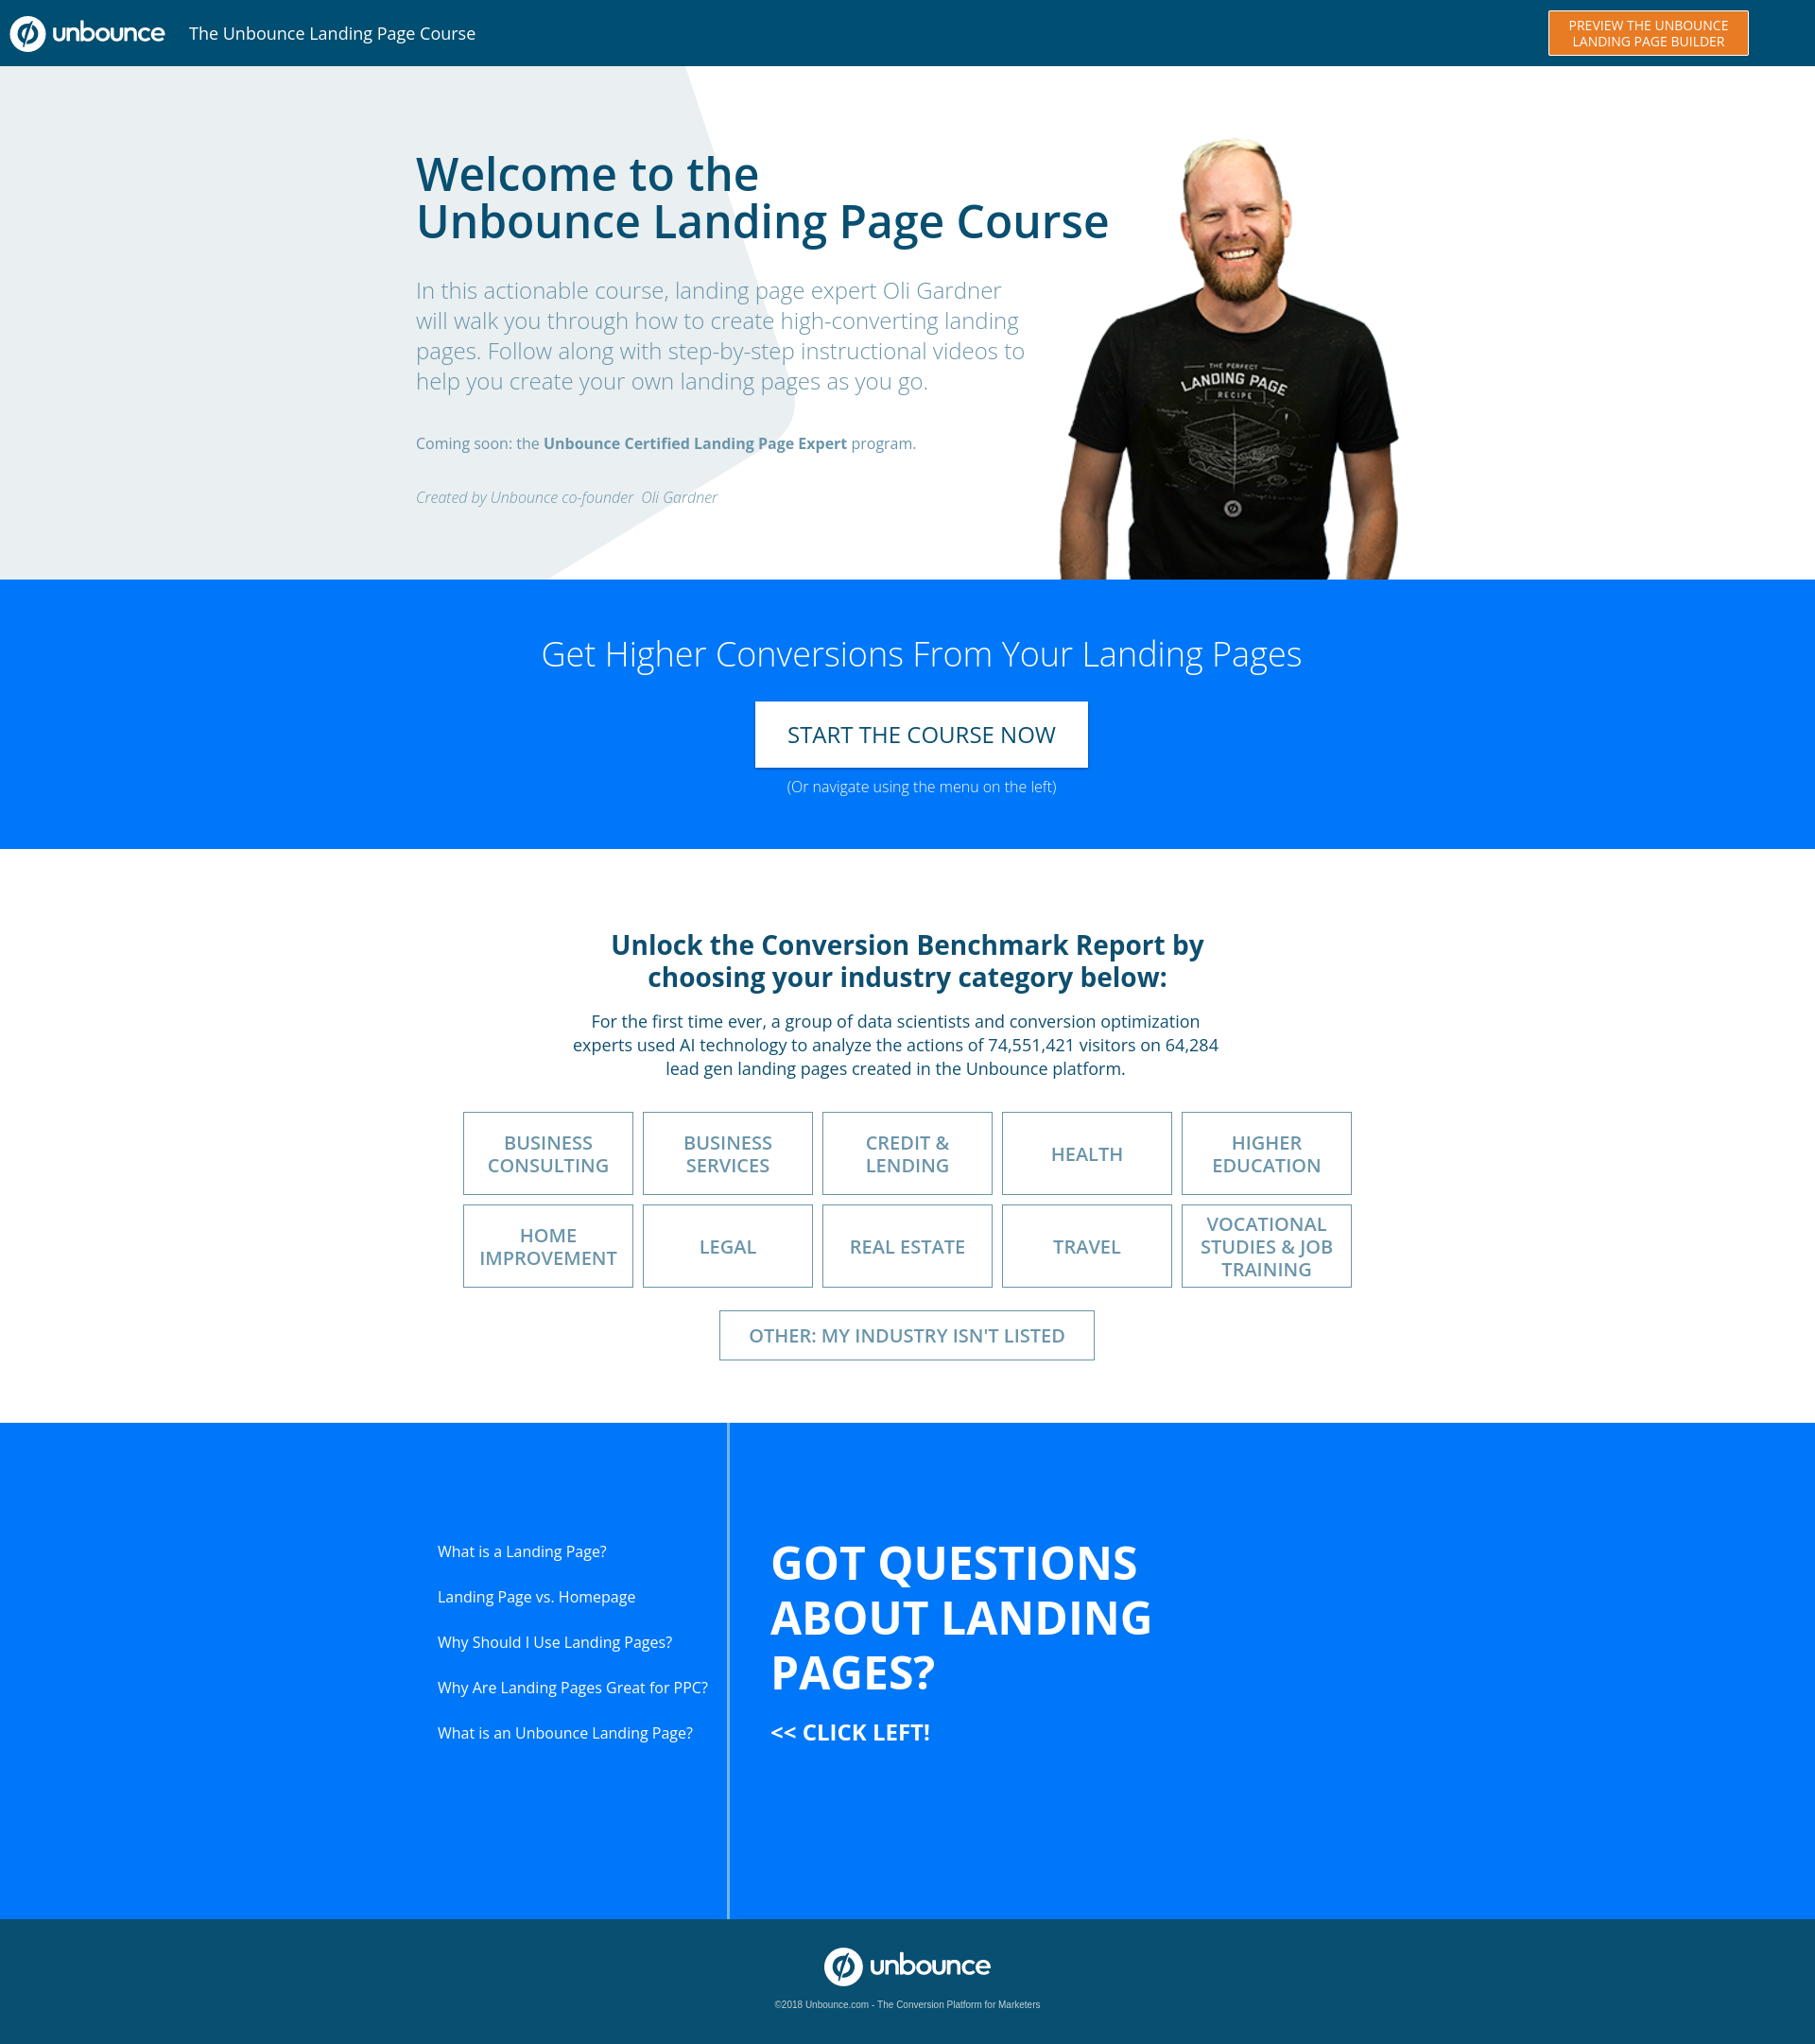 unbounce
The Unbounce Landing Page Course
PREVIEW THE UNBOUNCE
LANDING PAGE BUILDER
Welcome to the
Unbounce Landing Page Course
In this actionable course, landing page expert Oli Gardner
will walk you through how to create high-converting landing
pages. Follow along with step-by-step instructional videos to
help you create your own landing pages as you go.
Coming soon: the Unbounce Certified Landing Page Expert program.
Created by Unbounce co-founder Oli Gardner
THE PERFECT
LANDING PAGE
RECIPE
Get Higher Conversions From Your Landing Pages
START THE COURSE NOW
(Or navigate using the menu on the left)
Unlock the Conversion Benchmark Report by
choosing your industry category below:
For the first time ever, a group of data scientists and conversion optimization
experts used AI technology to analyze the actions of 74,551,421 visitors on 64,284
lead gen landing pages created in the Unbounce platform.
BUSINESS
CONSULTING
BUSINESS
SERVICES
CREDIT &
LENDING
HEALTH
HIGHER
EDUCATION
HOME
IMPROVEMENT
LEGAL
REAL ESTATE
TRAVEL
VOCATIONAL
STUDIES & JOB
TRAINING
OTHER: MY INDUSTRY ISN'T LISTED
What is a Landing Page?
Landing Page vs. Homepage
Why Should I Use Landing Pages?
Why Are Landing Pages Great for PPC?
What is an Unbounce Landing Page?
GOT QUESTIONS
ABOUT LANDING
PAGES?
<< CLICK LEFT!
unbounce
©2018 Unbounce.com - The Conversion Platform for Marketers